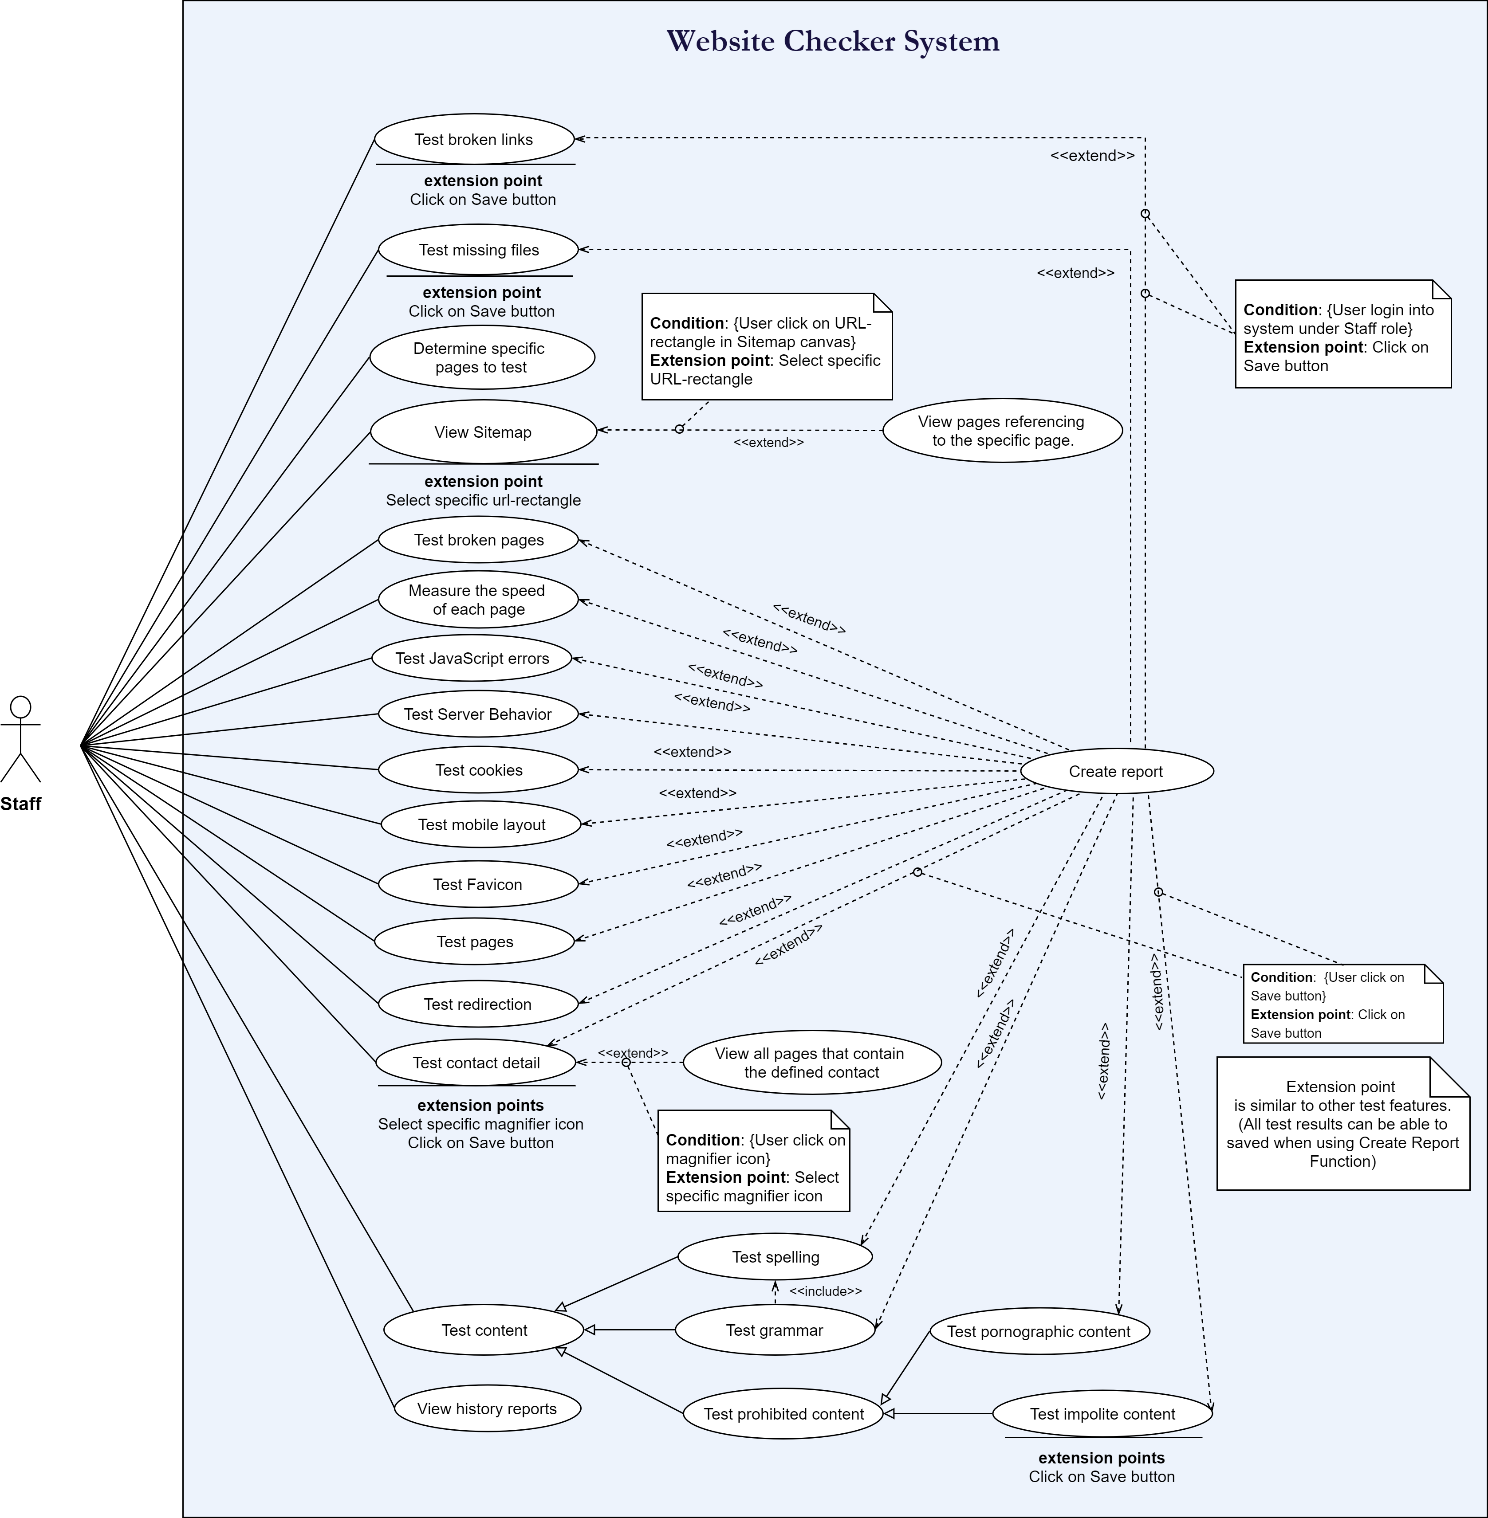 Website Checker System
Test broken links
<<extend>>
extension point
Click on Save button
Test missing files
<<extend>>
extension point
Click on Save button
Condition: {User login into
system under Staff role}
Extension point: Click on
Save button
Condition: {User click on URL-
rectangle in Sitemap canvas}
Extension point: Select specific
URL-rectangle
Determine specific
pages to test
View Sitemap
<<extend>>
View pages referencing
to the specific page.
extension point
Select specific url-rectangle
Test broken pages
<<extend>>
Measure the speed
of each page
<<extend>>
Test JavaScript errors
<<extend>>
Test Server Behavior
<<extend>>
Test cookies
<<extend>>
Create report
Staff
Test mobile layout
<<extend>>
Test Favicon
<<extend>>
Test pages
<<extend>>
Test redirection
<<extend>>
<<extend>>
<<extend>>
<<extend>>
<<extend>>
<<extend>>
Condition:  {User click on
Save button}
Extension point: Click on
Save button
Test contact detail
<<extend>>
View all pages that contain
the defined contact
extension points
Select specific magnifier icon
Click on Save button
Condition: {User click on
magnifier icon}
Extension point: Select
specific magnifier icon
Extension point
is similar to other test features.
(All test results can be able to
saved when using Create Report
Function)
Test spelling
<<include>>
Test content
Test grammar
Test pornographic content
View history reports
Test prohibited content
Test impolite content
extension points
Click on Save button